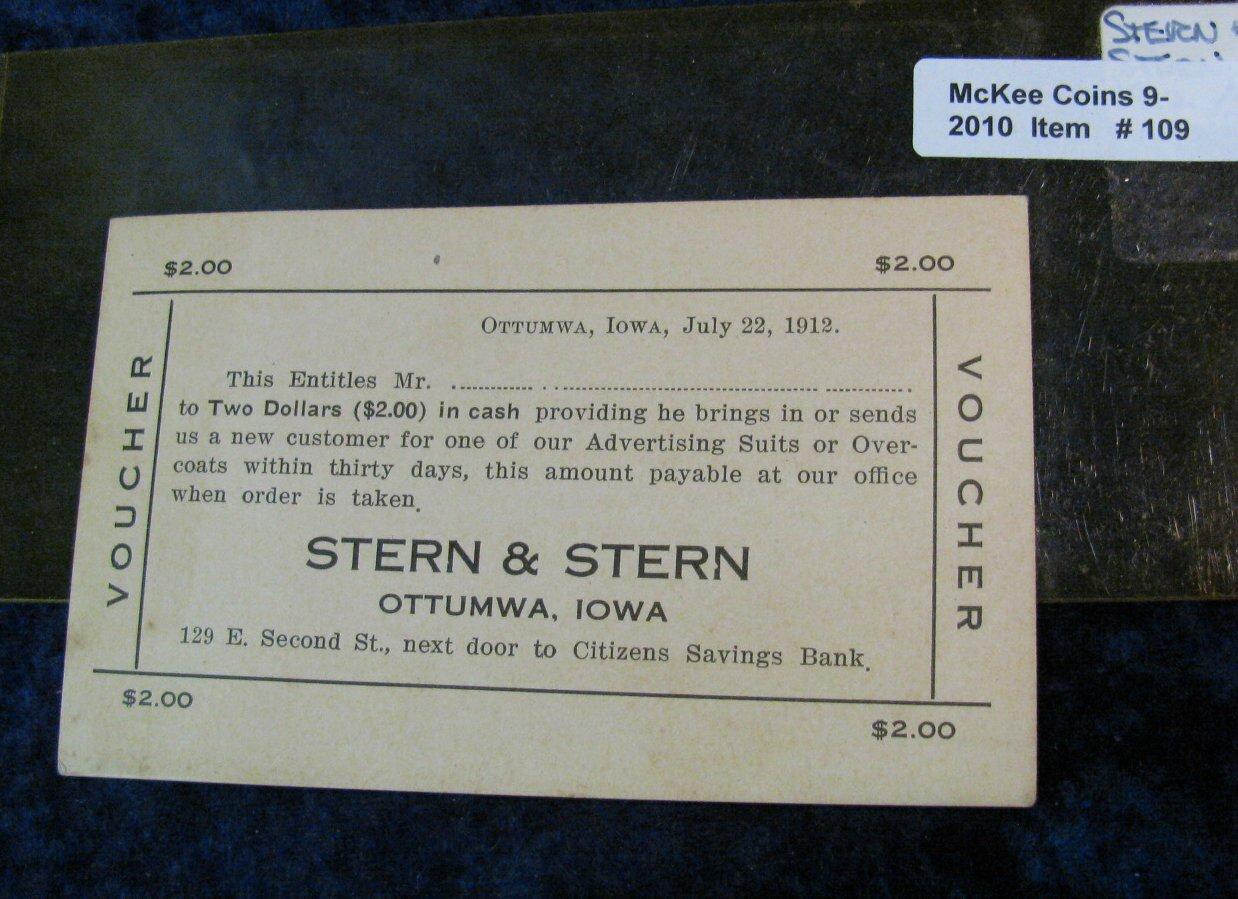 STERN
McKee Coins 9-
2010 Item # 109
$2.00 $2.00
VOUCHER
OTTUMWA, IOWA, July 22, 1912.
This Entitles Mr. ......................................................
to Two Dollars ($2.00) in cash providing he brings in or sends
us a new customer for one of our Advertising Suits or Over-
coats within thirty days, this amount payable at our office
when order is taken.
STERN & STERN
OTTUMWA, IOWA
129 E. Second St., next door to Citizens Savings Bank.
VOUCHER
$2.00 $2.00